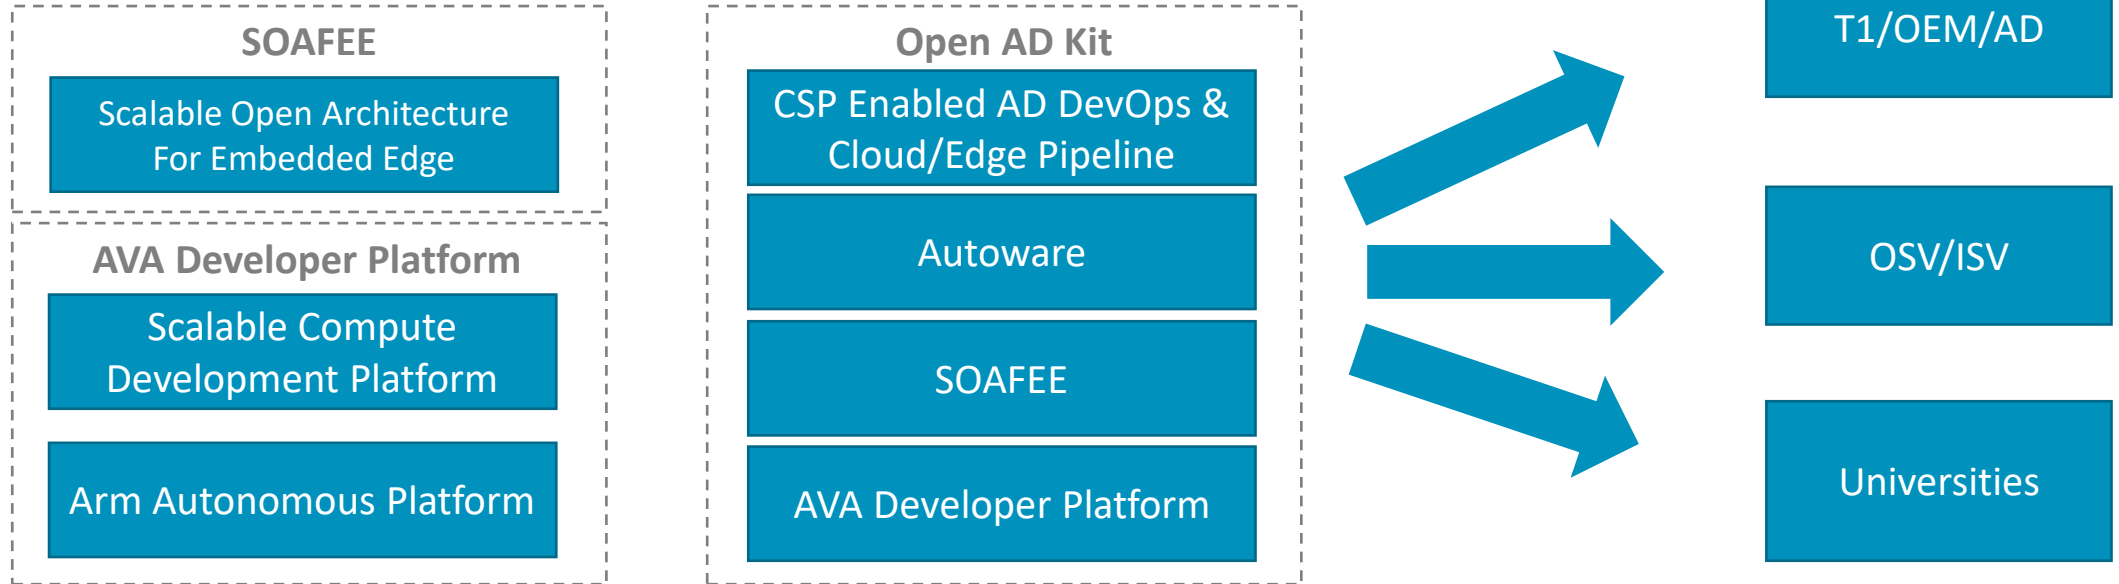 SOAFEE
Scalable Open Architecture
For Embedded Edge
AVA Developer Platform
Scalable Compute
Development Platform
Arm Autonomous Platform
Open AD Kit
CSP Enabled AD DevOps &
Cloud/Edge Pipeline
Autoware
SOAFEE
AVA Developer Platform
T1/OEM/AD
OSV/ISV
Universities